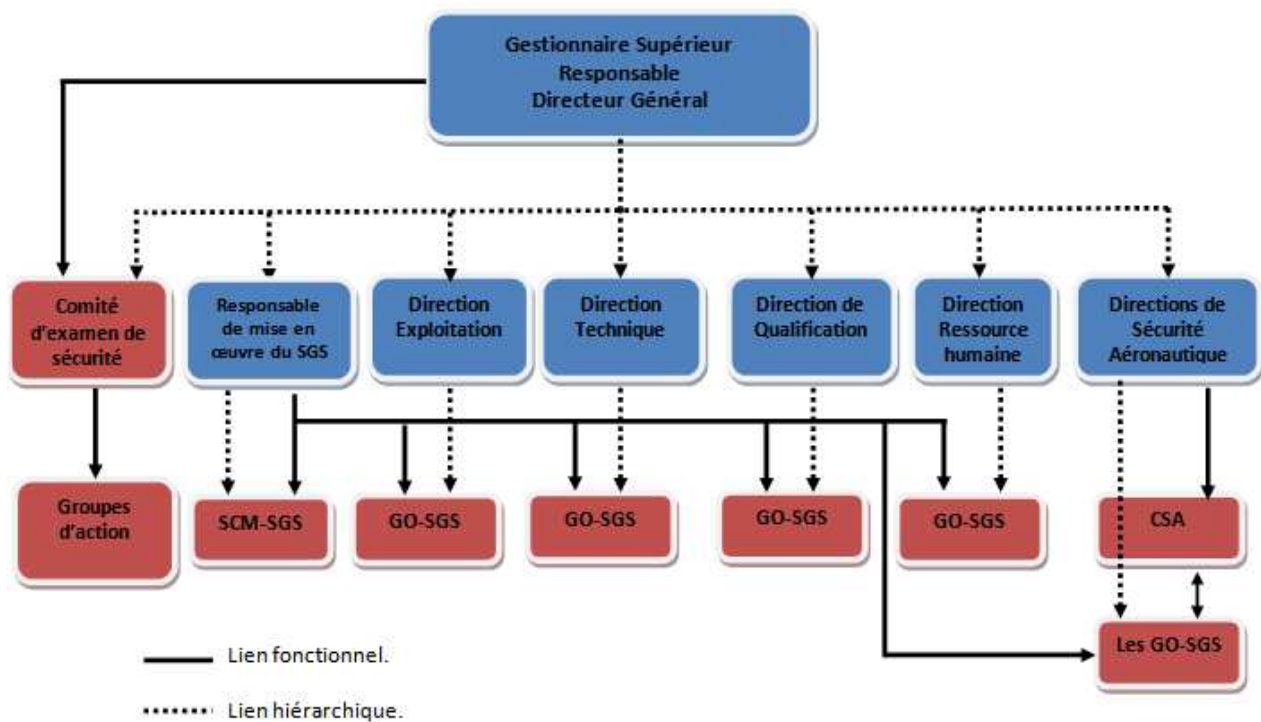 Gestionnaire Supérieur
Responsable
Directeur Général
Comité
d'examen de
sécurité
Responsable
de mise en
œuvre du SGS
Direction
Exploitation
Direction
Technique
Direction de
Qualification
Direction
Ressource
humaine
Directions de
Sécurité
Aéronautique
Groupes
d'action
SCM-SGS
GO-SGS
GO-SGS
GO-SGS
GO-SGS
CSA
Les GO-SGS
Lien fonctionnel.
Lien hiérarchique.